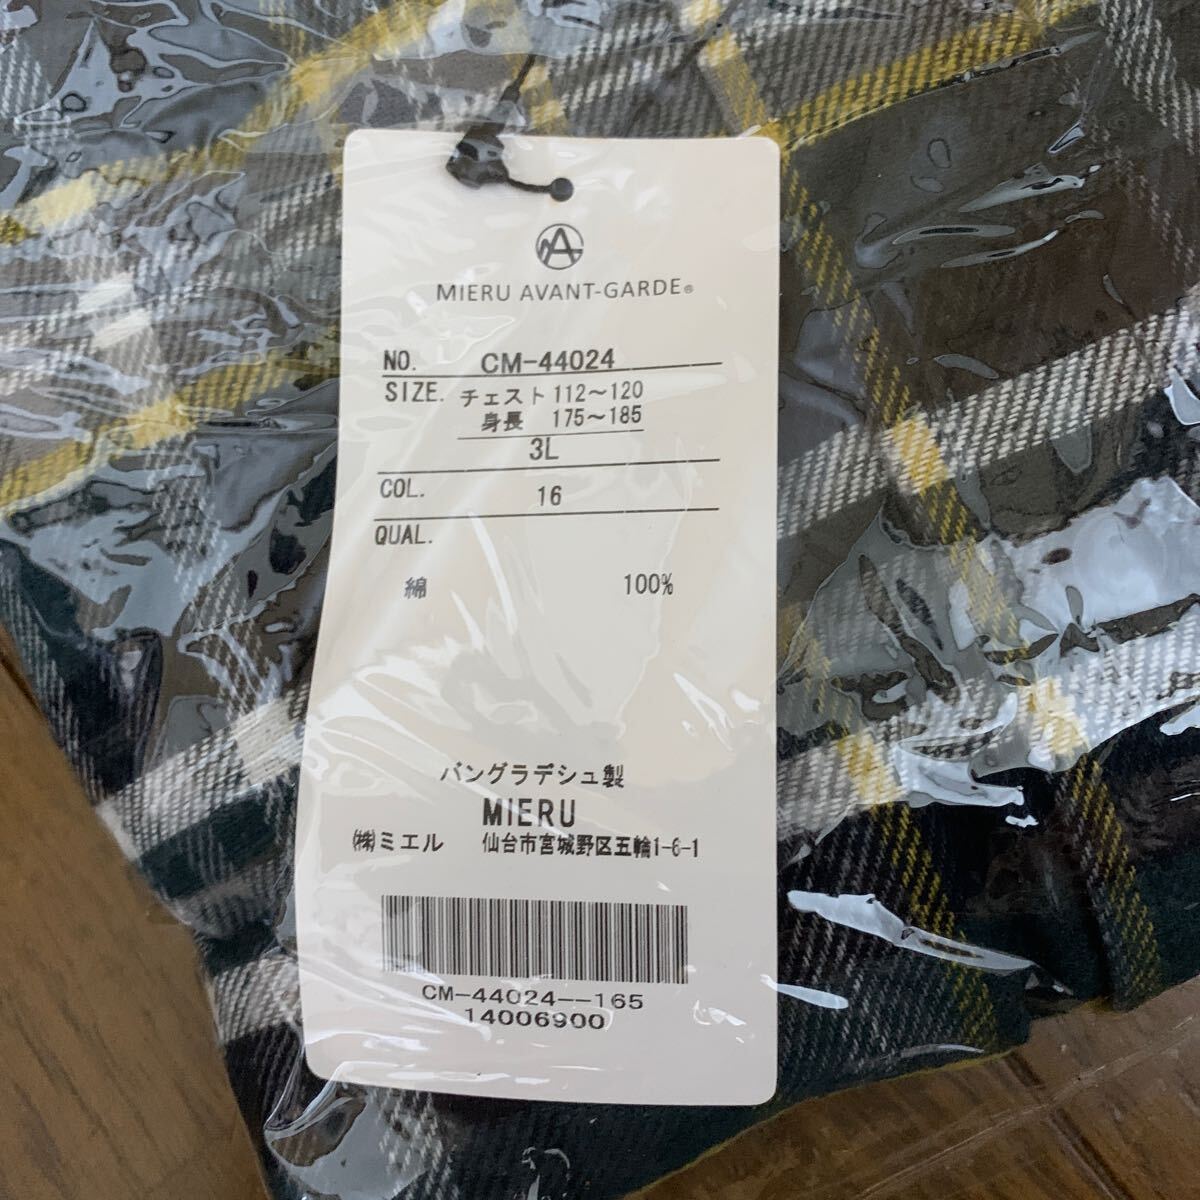 MIERU AVANT-GARDE®
NO. CM-44024
SIZE. チェスト 112～120
身長 175～185
3L
COL. 16
QUAL.
綿 100%
バングラデシュ製
MIERU
㈱ミエル 仙台市宮城野区五輪1-6-1
CM-44024--165
14006900